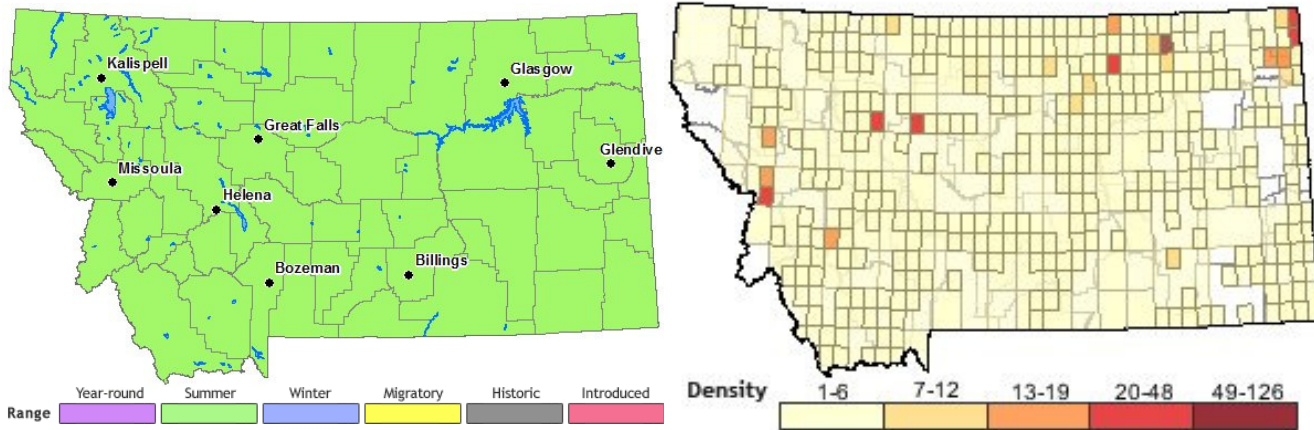 Kalispell
Glasgow
Great Falls
Glendive
Missoula
Helena
Billings
Bozeman
Year-round Summer Winter Migratory Historic Introduced
Range
Density 1-6 7-12 13-19 20-48 49-126